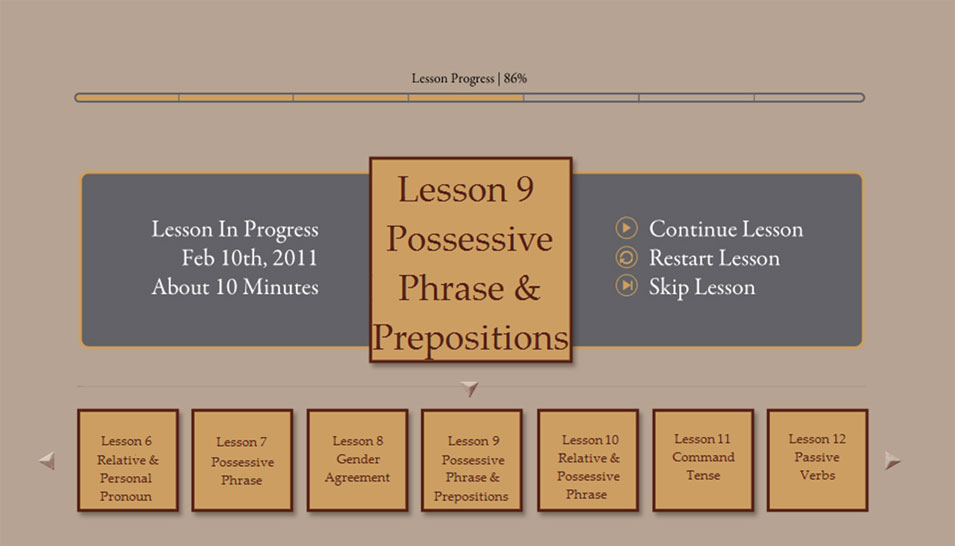 Lesson Progress | 86%
Lesson In Progress
Feb 10th, 2011
About 10 Minutes
Lesson 9
Possessive
Phrase &
Prepositions
Continue Lesson
Restart Lesson
Skip Lesson
Lesson 6
Relative &
Personal
Pronoun
Lesson 7
Possessive
Phrase
Lesson 8
Gender
Agreement
Lesson 9
Possessive
Phrase &
Prepositions
Lesson 10
Relative &
Possessive
Phrase
Lesson 11
Command
Tense
Lesson 12
Passive
Verbs